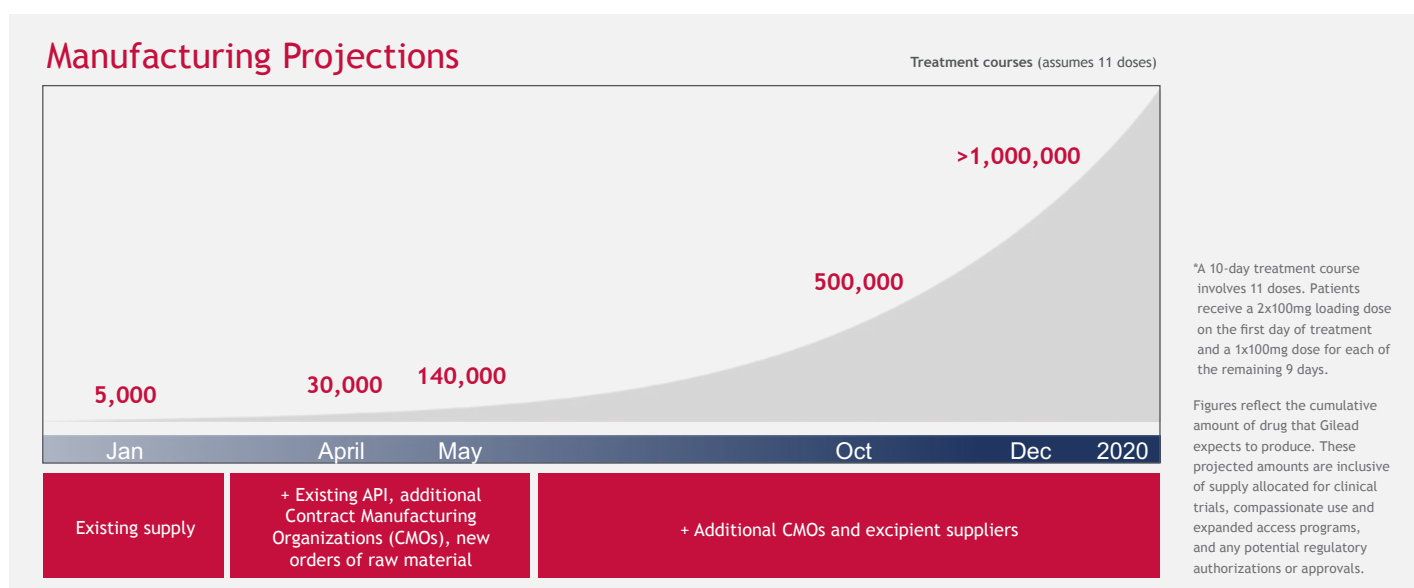 Manufacturing Projections
Treatment courses (assumes 11 doses)
>1,000,000
500,000
140,000
30,000
5,000
Jan April May Oct Dec 2020
Existing supply
+ Existing API, additional
Contract Manufacturing
Organizations (CMOs), new
orders of raw material
+ Additional CMOs and excipient suppliers
*A 10-day treatment course
involves 11 doses. Patients
receive a 2x100mg loading dose
on the first day of treatment
and a 1x100mg dose for each of
the remaining 9 days.
Figures reflect the cumulative
amount of drug that Gilead
expects to produce. These
projected amounts are inclusive
of supply allocated for clinical
trials, compassionate use and
expanded access programs,
and any potential regulatory
authorizations or approvals.